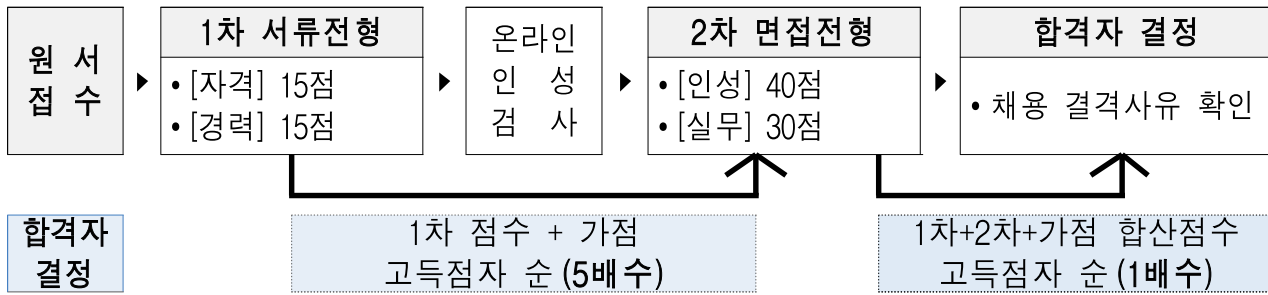 원 서
접 수
1차 서류전형
• [자격] 15점
• [경력] 15점
온라인
인 성
검 사
2차 면접전형
• [인성] 40점
• [실무] 30점
합격자 결정
• 채용 결격사유 확인
합격자
결정
1차 점수 + 가점
고득점자 순 (5배수)
1차+2차+가점 합산점수
고득점자 순 (1배수)